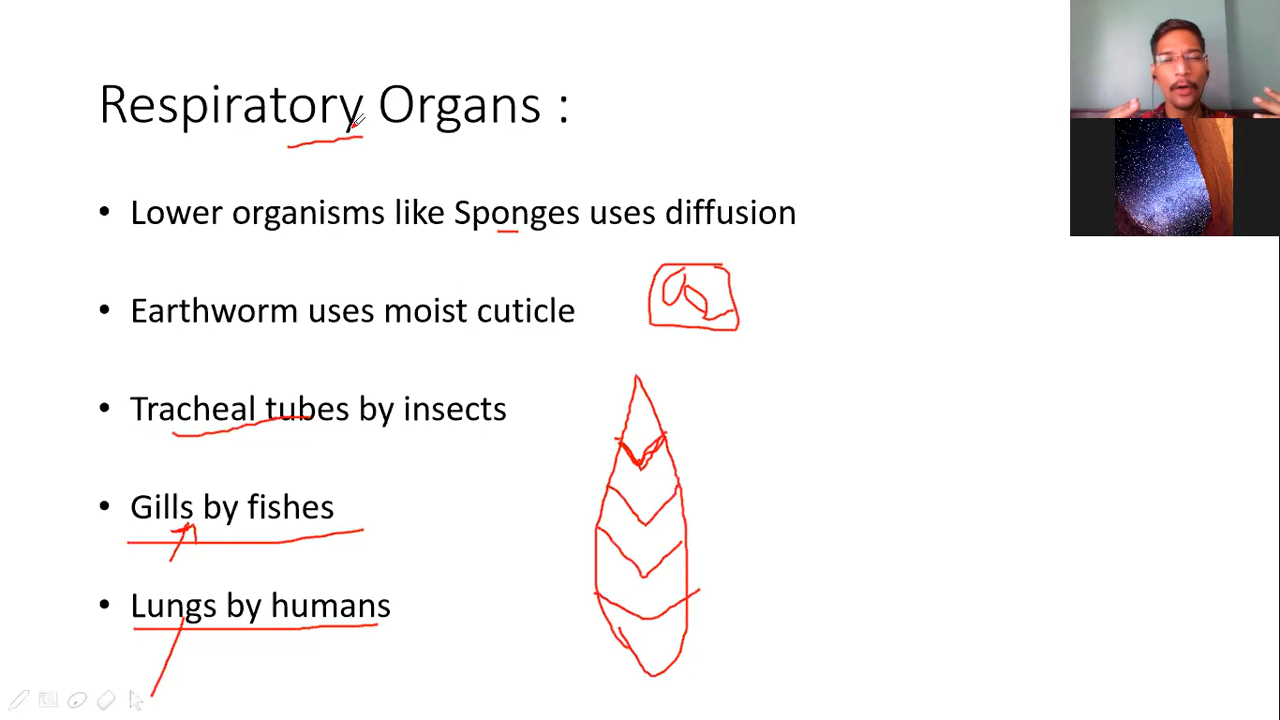 Respiratory Organs :
• Lower organisms like Sponges uses diffusion
• Earthworm uses moist cuticle
• Tracheal tubes by insects
• Gills by fishes
• Lungs by humans